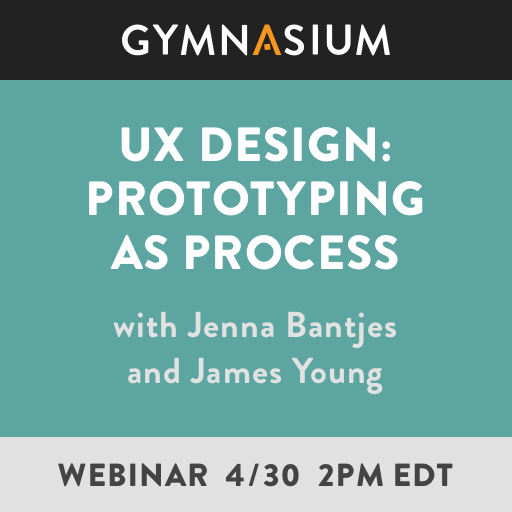 GYMNASIUM
UX DESIGN:
PROTOTYPING
AS PROCESS
with Jenna Bantjes
and James Young
WEBINAR 4/30 2PM EDT